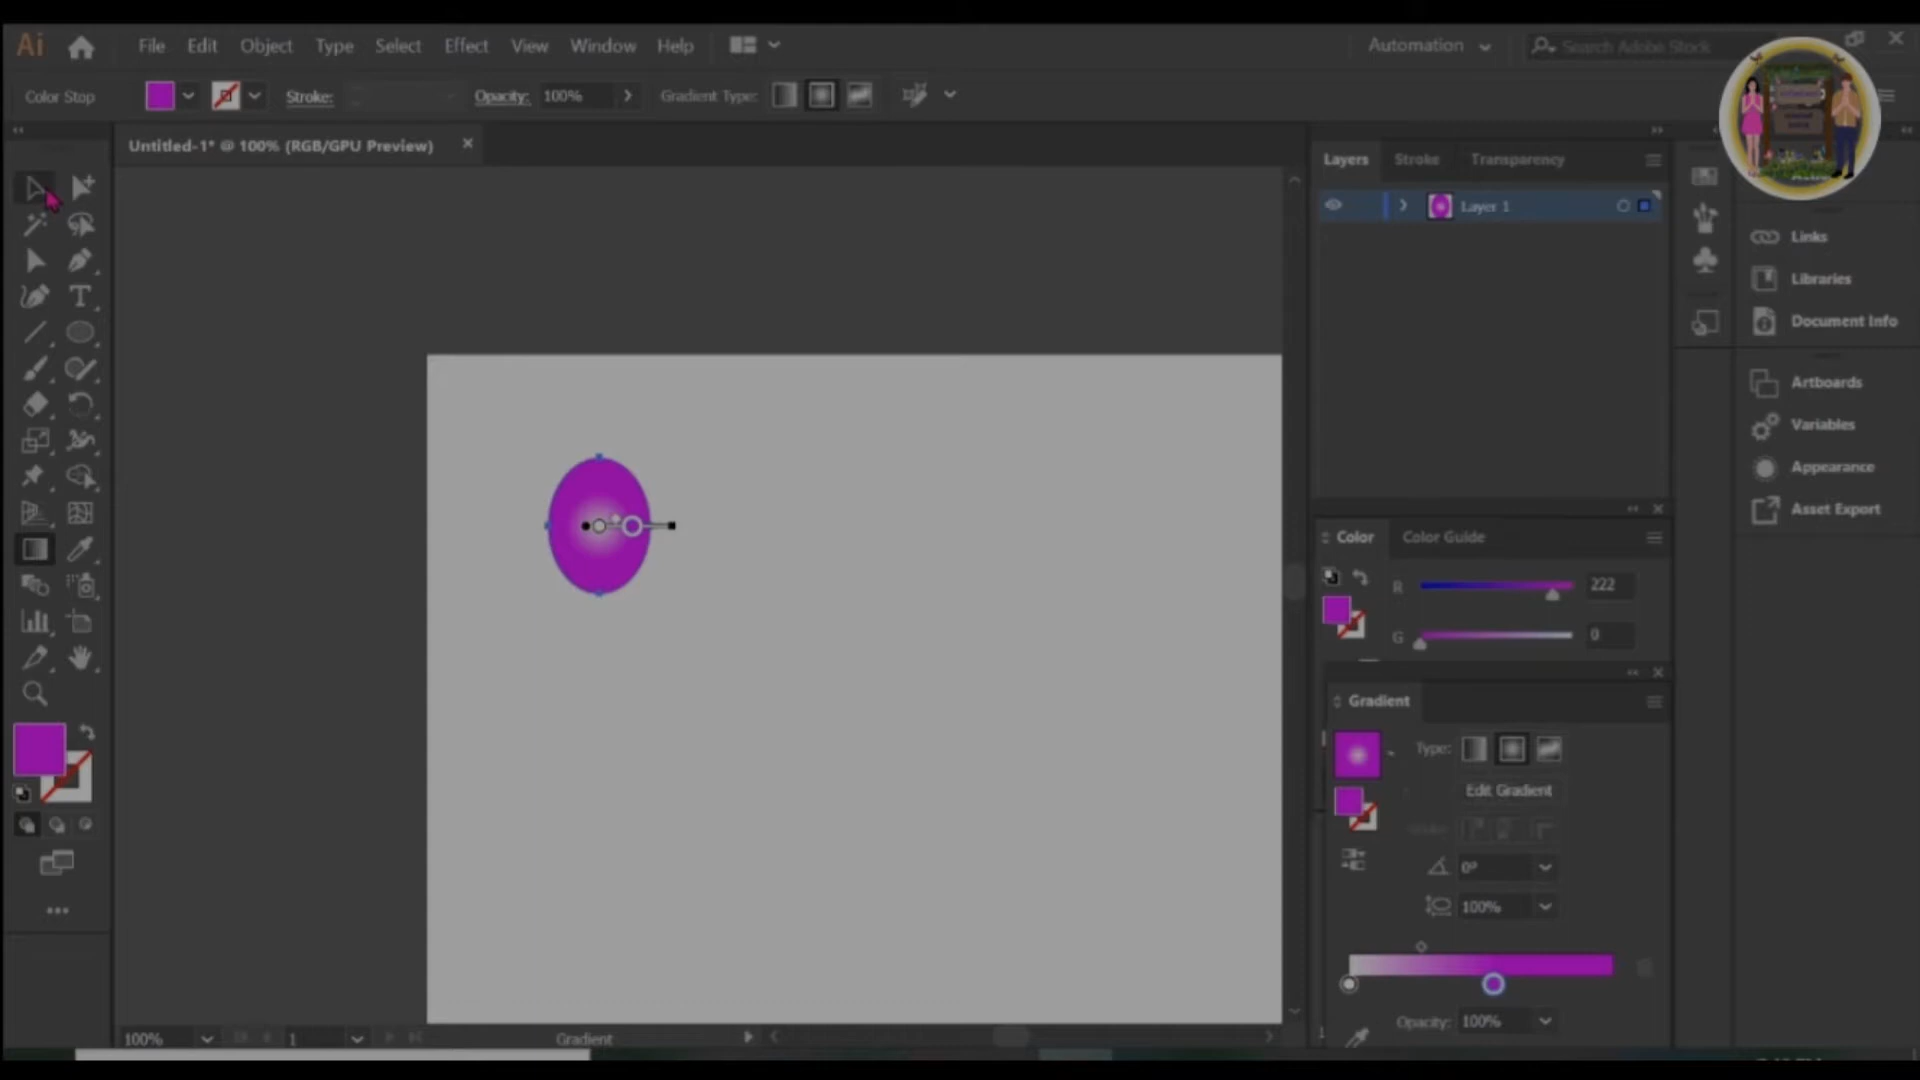 Ai File Edit Object Type Select Effect View Window Help Automation Search Adobe Stock
Color Stop Stroke: Opacity: 100% Gradient Type:
Untitled-1* @ 100% (RGB/GPU Preview)
Layers Stroke Transparency
Layer 1
Links
Libraries
Document Info
Artboards
Variables
Appearance
Asset Export
Color Color Guide
R 222
G 0
Gradient
Type:
Edit Gradient
0°
100%
Opacity: 100%
100% 1 Gradient